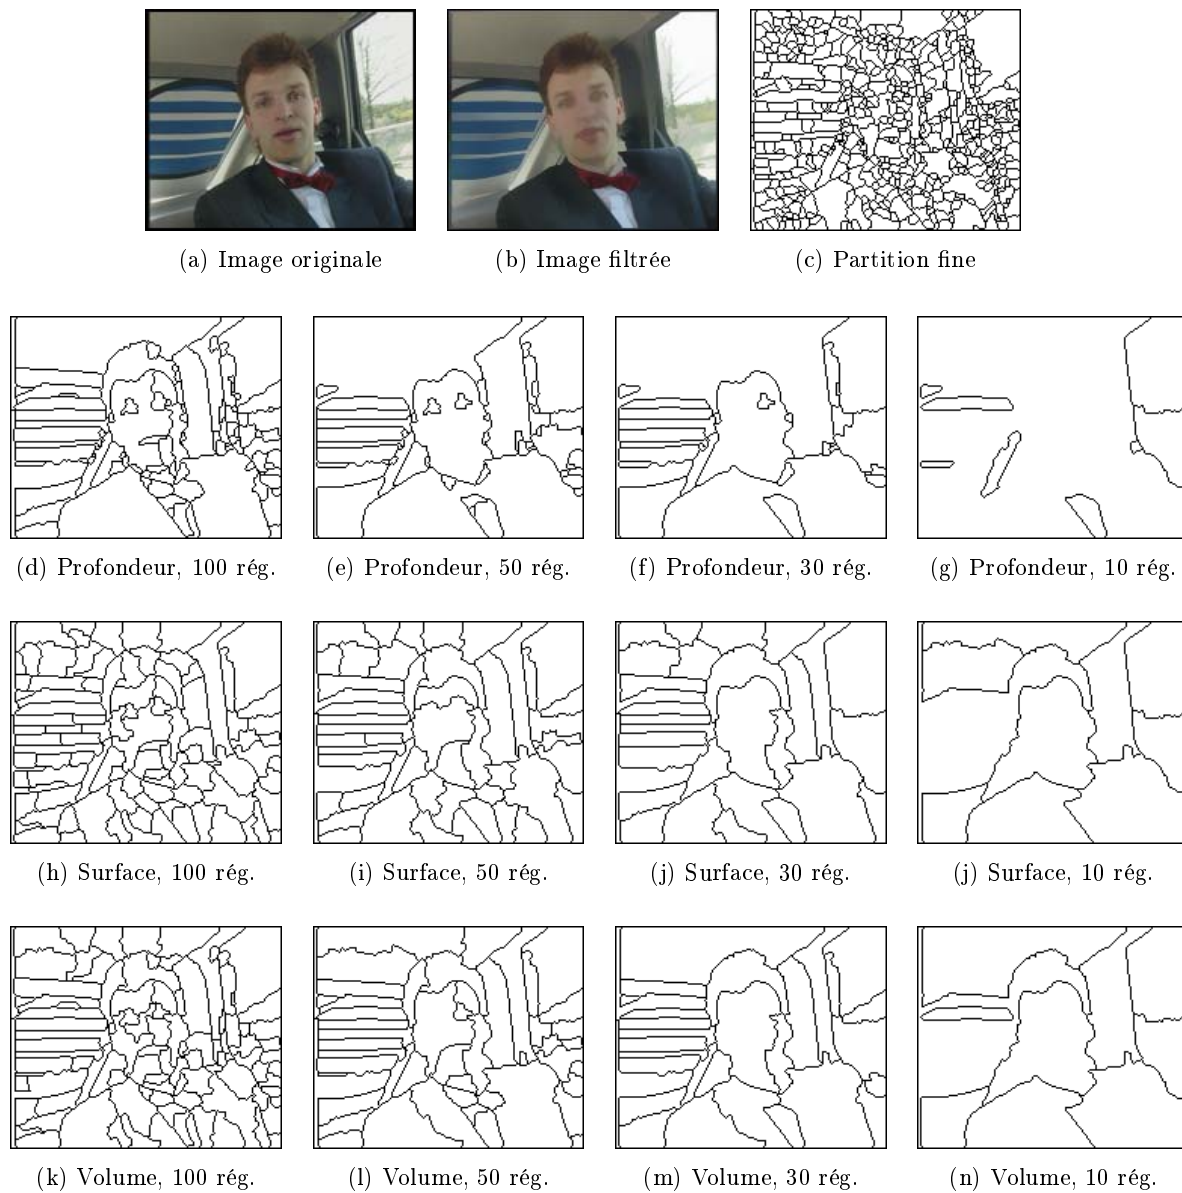 (a) Image originale
(b) Image filtrée
(c) Partition fine
(d) Profondeur, 100 rég.
(e) Profondeur, 50 rég.
(f) Profondeur, 30 rég.
(g) Profondeur, 10 rég.
(h) Surface, 100 rég.
(i) Surface, 50 rég.
(j) Surface, 30 rég.
(j) Surface, 10 rég.
(k) Volume, 100 rég.
(l) Volume, 50 rég.
(m) Volume, 30 rég.
(n) Volume, 10 rég.